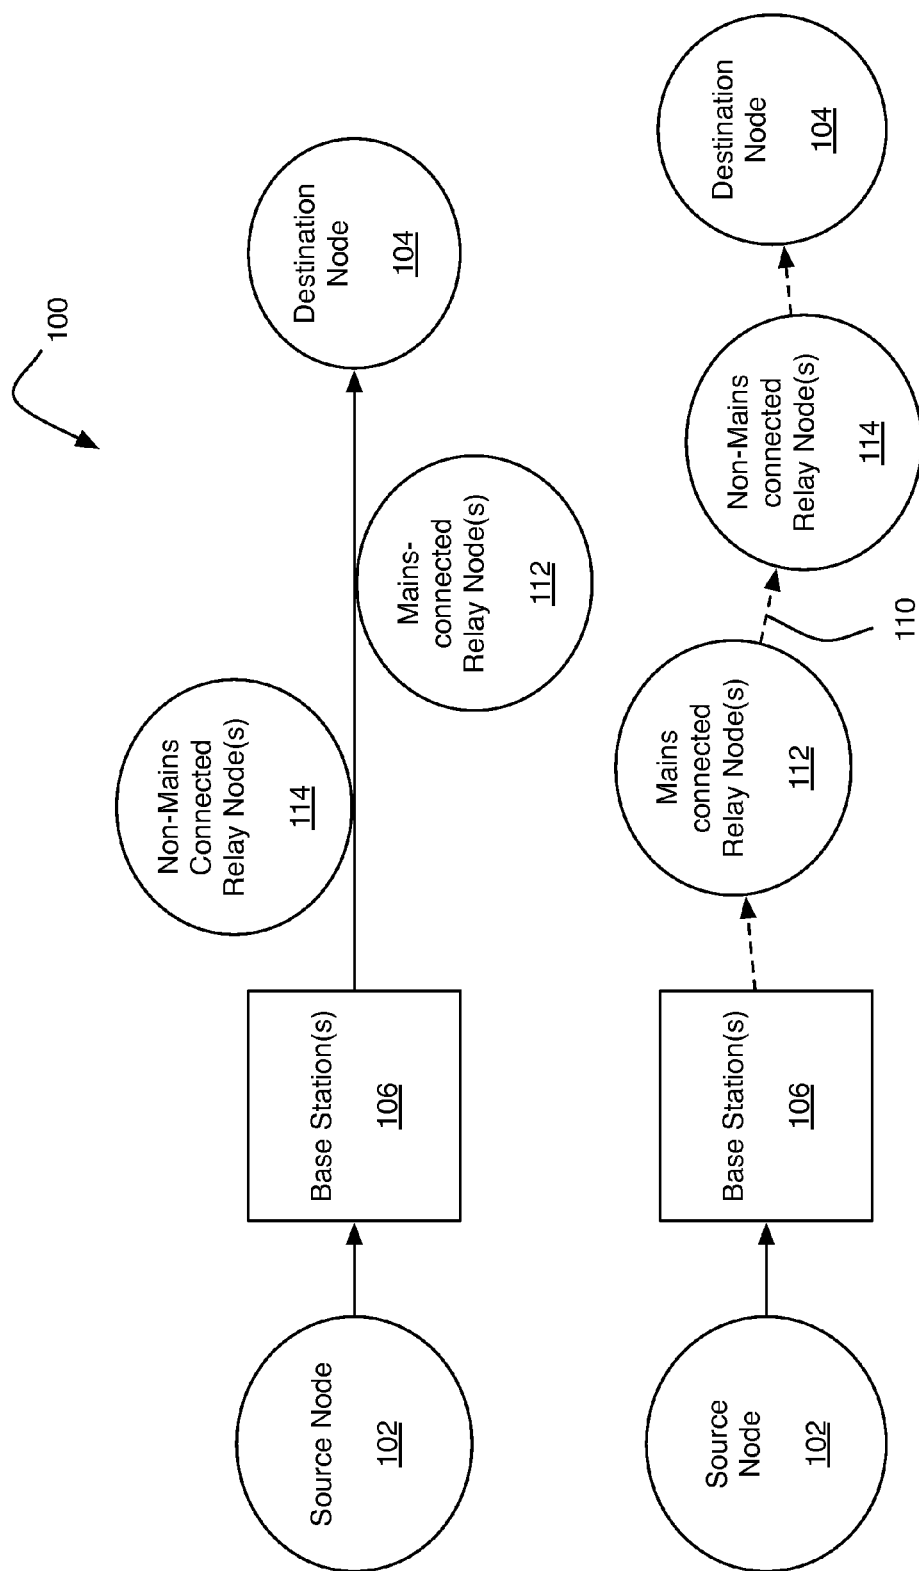 100
Source Node
102
Base Station(s)
106
Non-Mains
Connected
Relay Node(s)
114
Mains-
connected
Relay Node(s)
112
Destination
Node
104
Source
Node
102
Base Station(s)
106
Mains
connected
Relay Node(s)
112
110
Non-Mains
connected
Relay Node(s)
114
Destination
Node
104